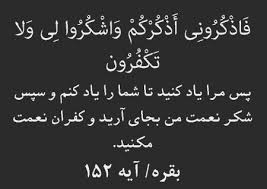 فَاذْكُرُونِی أَذْكُرْكُمْ وَاشْكُرُوا لِی وَلا
تَكْفُرُون
پس مرا یاد کنید تا شما را یاد کنم و سپس
شکر نعمت من بجای آرید و کفران نعمت
مکنید.
بقره/ آیه ۱۵۲